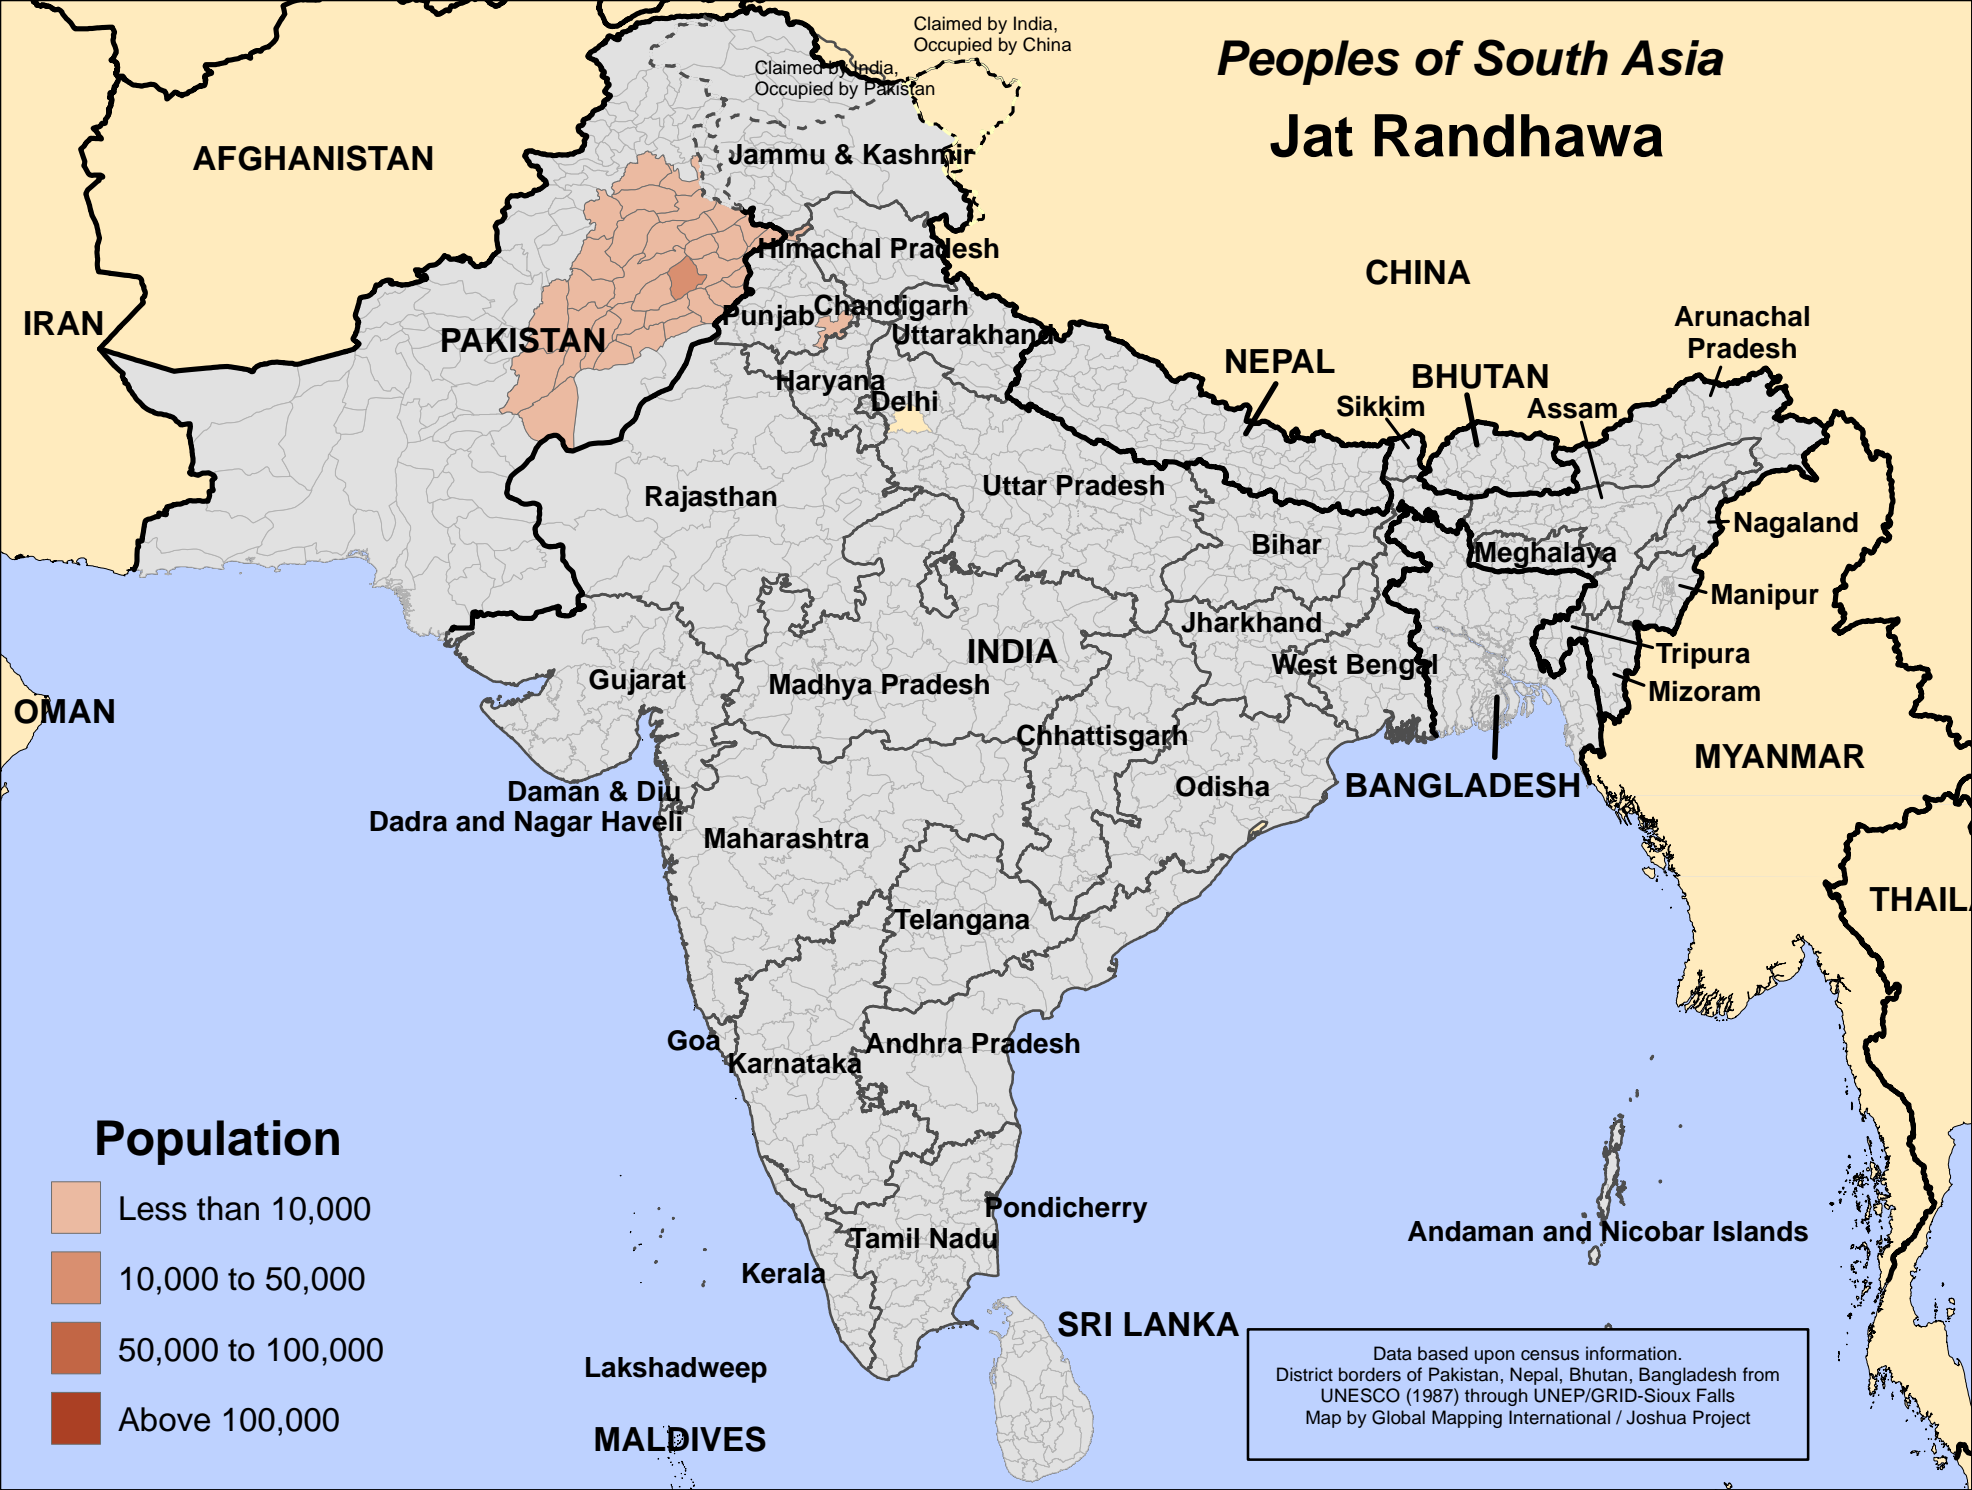 Claimed by India,
Occupied by China
Peoples of South Asia
Claimed by India,
Occupied by Pakistan
Jat Randhawa
AFGHANISTAN
Jammu & Kashmir
Himachal Pradesh
CHINA
IRAN
PAKISTAN
Punjab
Chandigarh
Uttarakhand
Arunachal
Pradesh
NEPAL
BHUTAN
Haryana
Delhi
Sikkim
Assam
Rajasthan
Uttar Pradesh
Nagaland
Bihar
Meghalaya
Manipur
Jharkhand
INDIA
West Bengal
Tripura
Gujarat
Madhya Pradesh
Mizoram
OMAN
Chhattisgarh
MYANMAR
Odisha
BANGLADESH
Daman & Diu
Dadra and Nagar Haveli
Maharashtra
THAIL
Telangana
Goa
Andhra Pradesh
Karnataka
Population
Less than 10,000
10,000 to 50,000
50,000 to 100,000
Above 100,000
Pondicherry
Tamil Nadu
Andaman and Nicobar Islands
Kerala
SRI LANKA
Lakshadweep
MALDIVES
Data based upon census information.
District borders of Pakistan, Nepal, Bhutan, Bangladesh from
UNESCO (1987) through UNEP/GRID-Sioux Falls
Map by Global Mapping International / Joshua Project